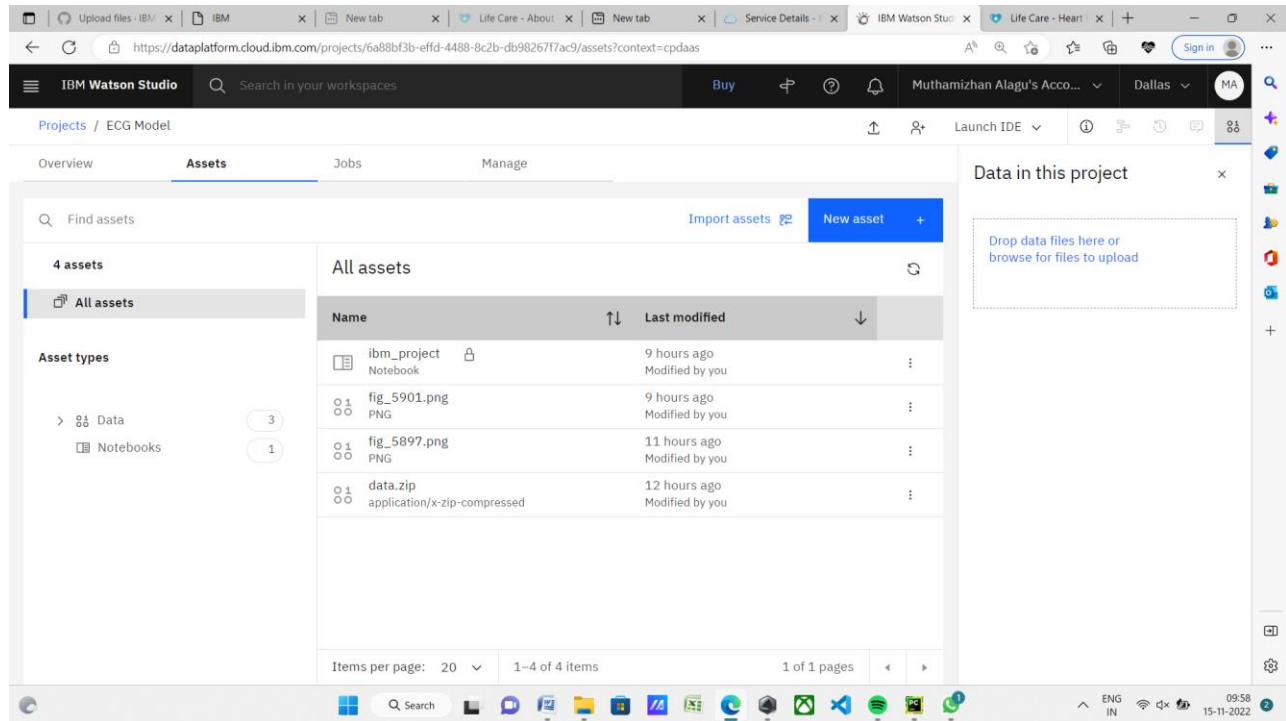 Upload files · IBM
IBM
New tab
Life Care - About
New tab
Service Details - I
IBM Watson Stud
Life Care - Heart
https://dataplatform.cloud.ibm.com/projects/6a88bf3b-effd-4488-8c2b-db98267f7ac9/assets?context=cpdaas
Sign in
IBM Watson Studio
Search in your workspaces
Buy
Muthamizhan Alagu's Acco...
Dallas
MA
Projects / ECG Model
Launch IDE
Overview
Assets
Jobs
Manage
Data in this project
Find assets
Import assets
New asset +
Drop data files here or
browse for files to upload
4 assets
All assets
All assets
Name
Last modified
Asset types
ibm_project
Notebook
9 hours ago
Modified by you
fig_5901.png
PNG
9 hours ago
Modified by you
Data 3
Notebooks 1
fig_5897.png
PNG
11 hours ago
Modified by you
data.zip
application/x-zip-compressed
12 hours ago
Modified by you
Items per page: 20
1–4 of 4 items
1 of 1 pages
Search
ENG
IN
09:58
15-11-2022
2